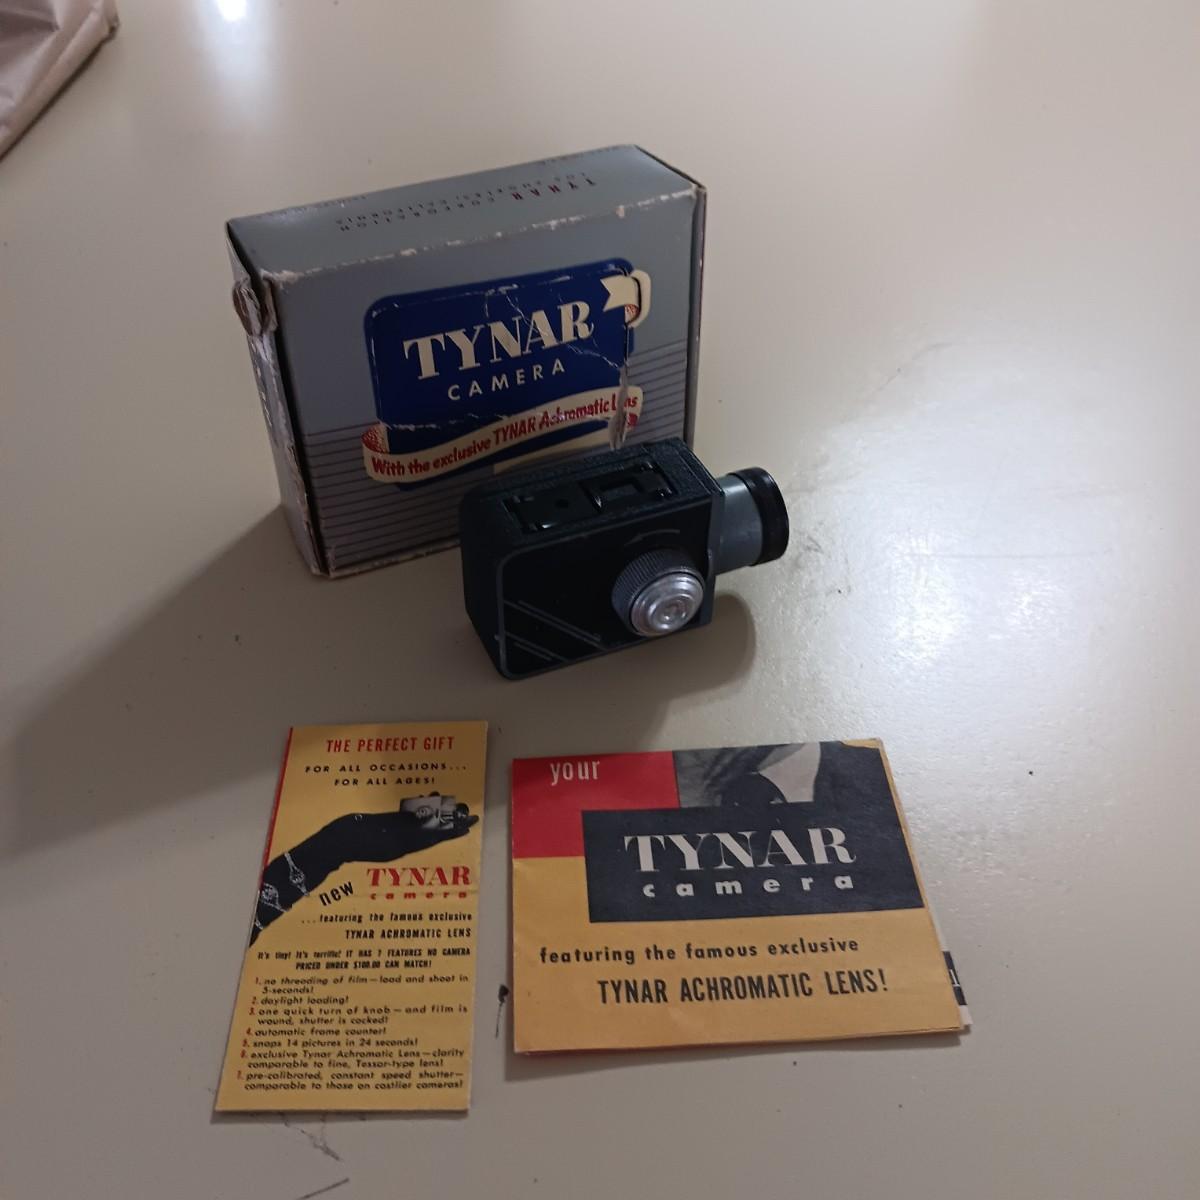 TYNAR CORPORATION
LOS ANGELES, CALIFORNIA
TYNAR
CAMERA
With the exclusive TYNAR Achromatic Lens
THE PERFECT GIFT
FOR ALL OCCASIONS...
FOR ALL AGES!
new TYNAR
camera
...featuring the famous exclusive
TYNAR ACHROMATIC LENS
It's tiny! It's terrific! IT HAS 7 FEATURES NO CAMERA
PRICED UNDER $100.00 CAN MATCH!
1. no threading of film—load and shoot in
5-seconds!
2. daylight loading!
3. one quick turn of knob—and film is
wound, shutter is cocked!
4. automatic frame counter!
5. snaps 14 pictures in 24 seconds!
6. exclusive Tynar Achromatic Lens—clarity
comparable to fine, Tessar-type lens!
7. pre-calibrated, constant speed shutter—
comparable to those on costlier cameras!
your
TYNAR
camera
featuring the famous exclusive
TYNAR ACHROMATIC LENS!